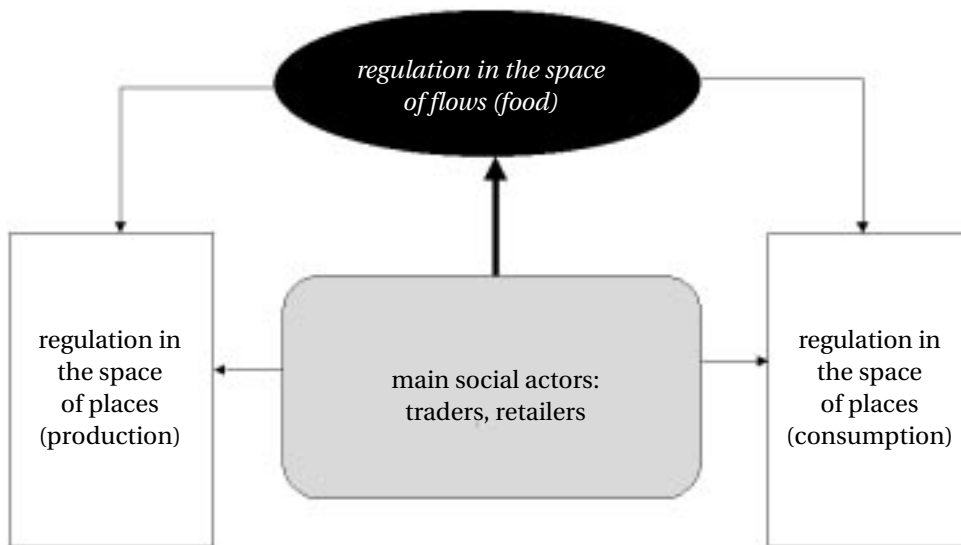 regulation in the space
of flows (food)
regulation in
the space
of places
(production)
main social actors:
traders, retailers
regulation in
the space
of places
(consumption)